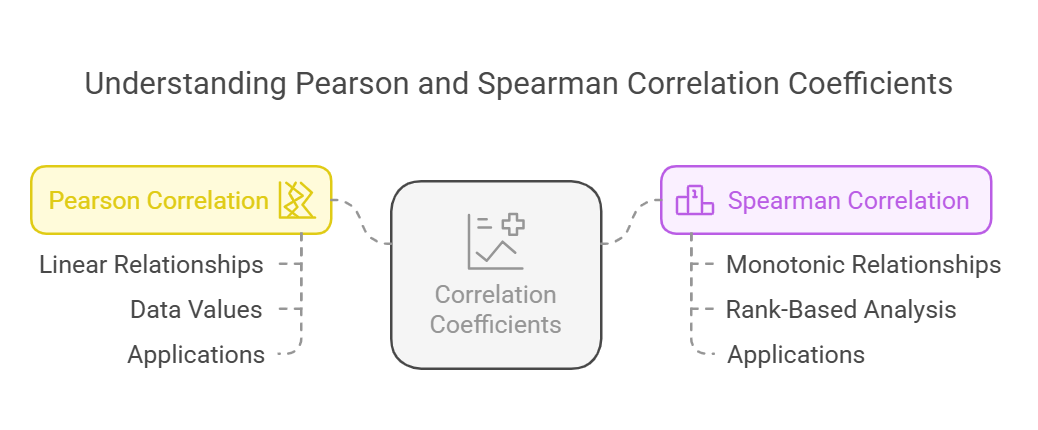 Understanding Pearson and Spearman Correlation Coefficients
Pearson Correlation
Linear Relationships
Data Values
Applications
Correlation
Coefficients
1
Spearman Correlation
Monotonic Relationships
Rank-Based Analysis
Applications